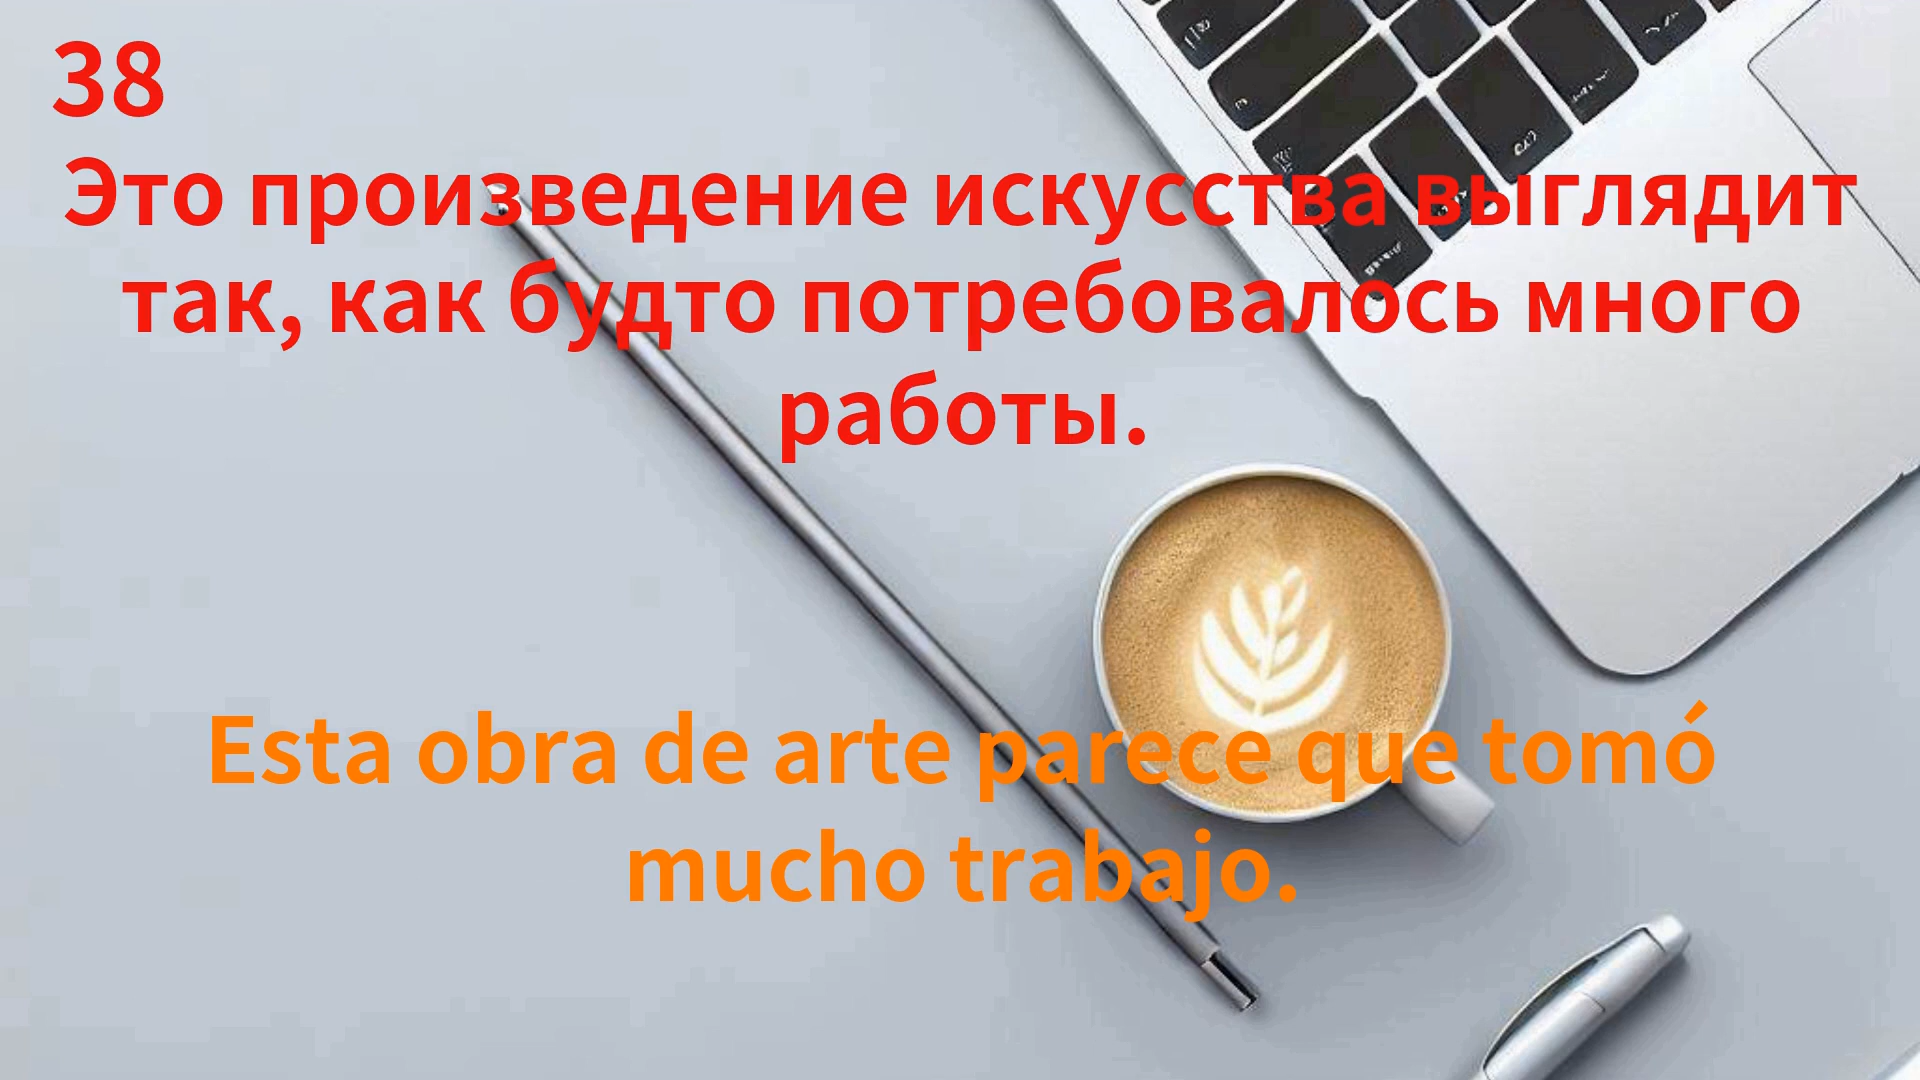 38
Это произведение искусства выглядит
так, как будто потребовалось много
работы.
Esta obra de arte parece que tomó
mucho trabajo.